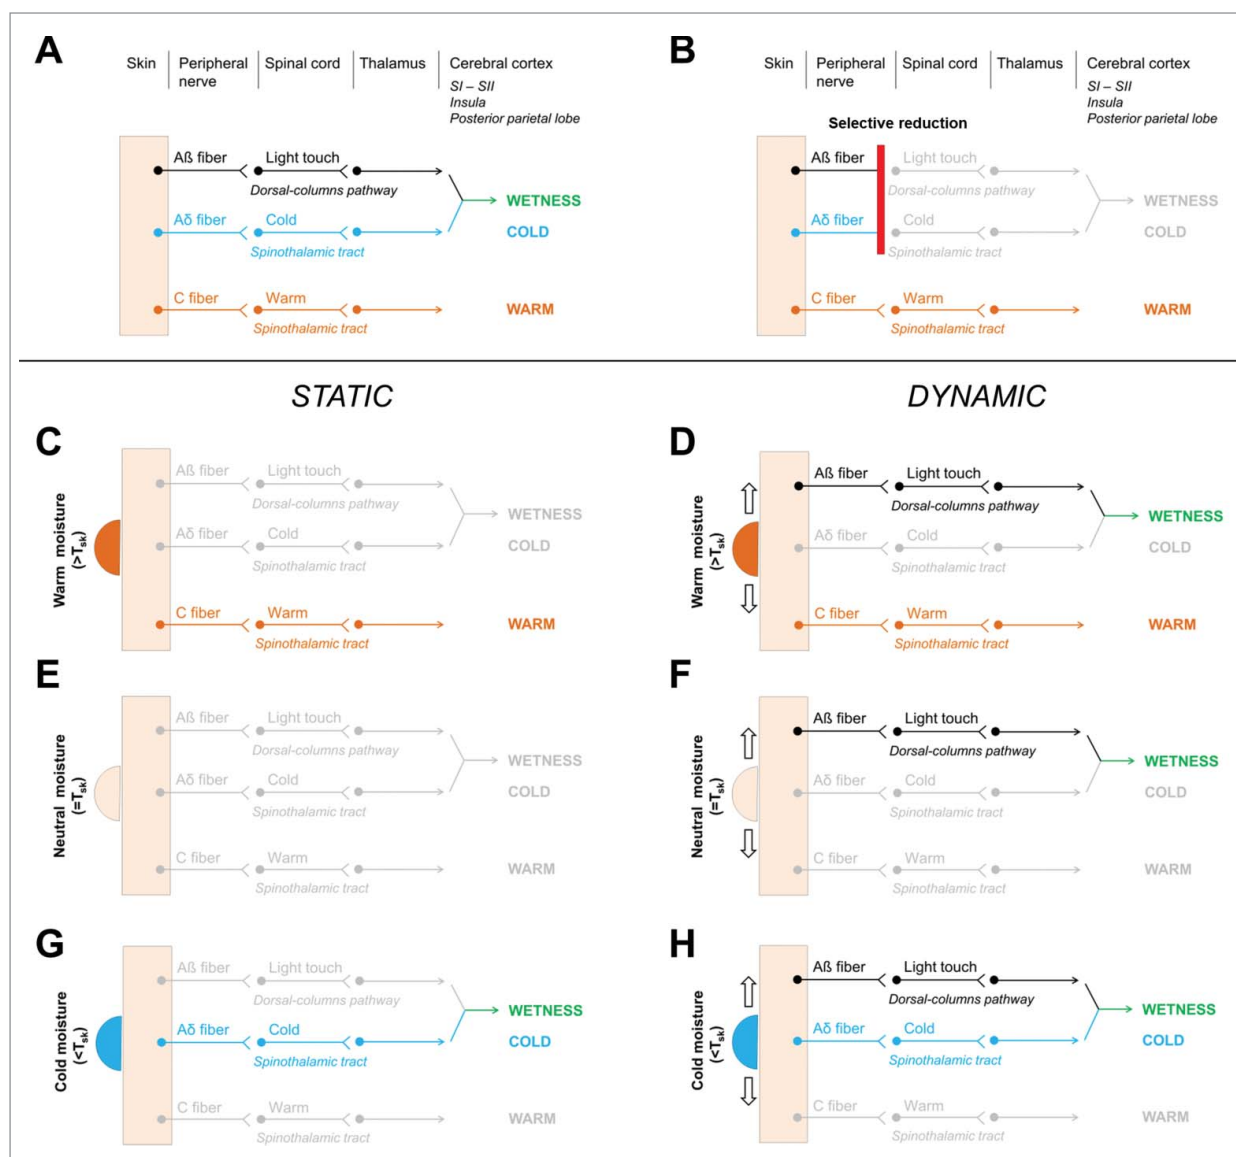 A
Skin
Peripheral nerve
Spinal cord
Thalamus
Cerebral cortex
SI – SII
Insula
Posterior parietal lobe
Aß fiber
Light touch
Dorsal-columns pathway
WETNESS
Aδ fiber
Cold
COLD
Spinothalamic tract
C fiber
Warm
WARM
Spinothalamic tract
B
Skin
Peripheral nerve
Spinal cord
Thalamus
Cerebral cortex
SI – SII
Insula
Posterior parietal lobe
Selective reduction
Aß fiber
Light touch
Dorsal-columns pathway
WETNESS
Aδ fiber
Cold
COLD
Spinothalamic tract
C fiber
Warm
WARM
Spinothalamic tract
STATIC
DYNAMIC
C
Warm moisture
(>Tsk)
Aß fiber
Light touch
Dorsal-columns pathway
WETNESS
Aδ fiber
Cold
COLD
Spinothalamic tract
C fiber
Warm
WARM
Spinothalamic tract
D
Warm moisture
(>Tsk)
Aß fiber
Light touch
Dorsal-columns pathway
WETNESS
Aδ fiber
Cold
COLD
Spinothalamic tract
C fiber
Warm
WARM
Spinothalamic tract
E
Neutral moisture
(=Tsk)
Aß fiber
Light touch
Dorsal-columns pathway
WETNESS
Aδ fiber
Cold
COLD
Spinothalamic tract
C fiber
Warm
WARM
Spinothalamic tract
F
Neutral moisture
(=Tsk)
Aß fiber
Light touch
Dorsal-columns pathway
WETNESS
Aδ fiber
Cold
COLD
Spinothalamic tract
C fiber
Warm
WARM
Spinothalamic tract
G
Cold moisture
(<Tsk)
Aß fiber
Light touch
Dorsal-columns pathway
WETNESS
Aδ fiber
Cold
COLD
Spinothalamic tract
C fiber
Warm
WARM
Spinothalamic tract
H
Cold moisture
(<Tsk)
Aß fiber
Light touch
Dorsal-columns pathway
WETNESS
Aδ fiber
Cold
COLD
Spinothalamic tract
C fiber
Warm
WARM
Spinothalamic tract